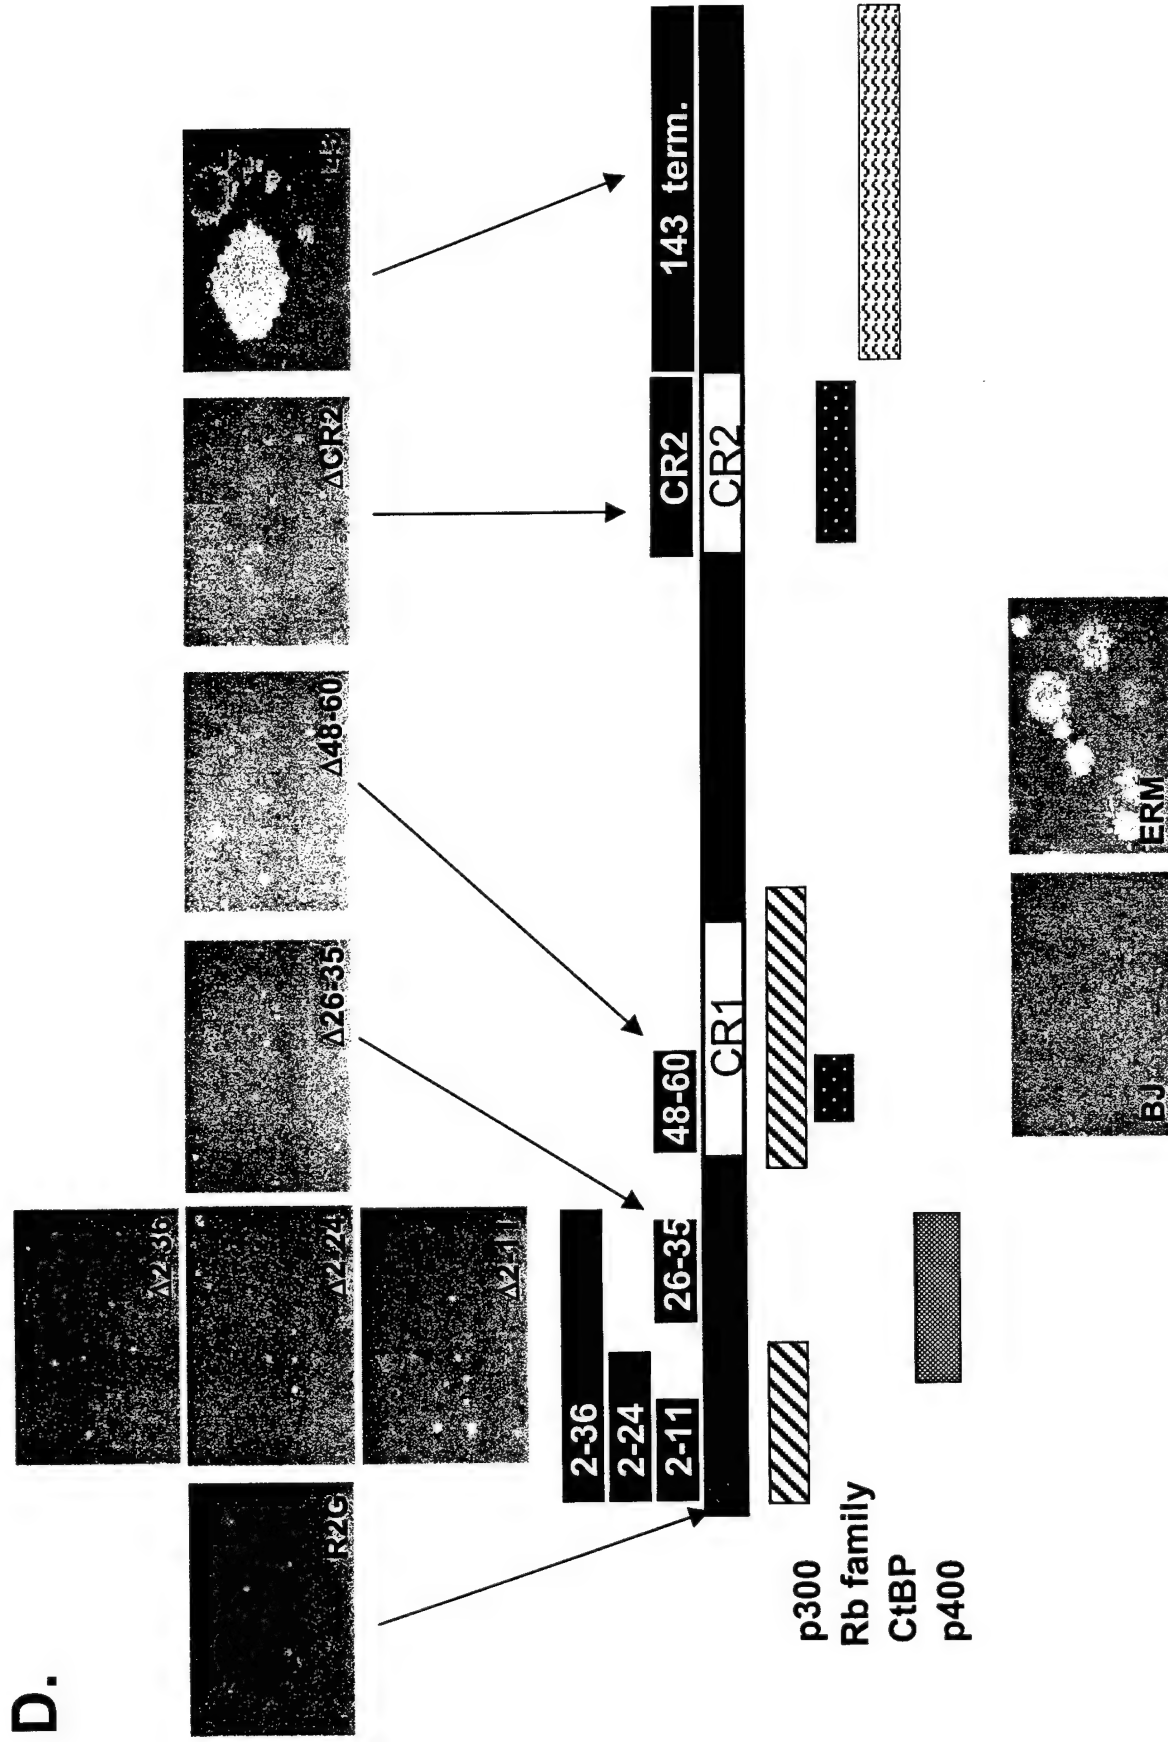 D.
R2G
Δ2-36
Δ2-24
Δ2-11
Δ26-35
Δ48-60
ΔCR2
143
2-36
2-24
2-11
26-35
48-60
CR2
143 term.
CR1
CR2
p300
Rb family
CtBP
p400
BJ
ERM